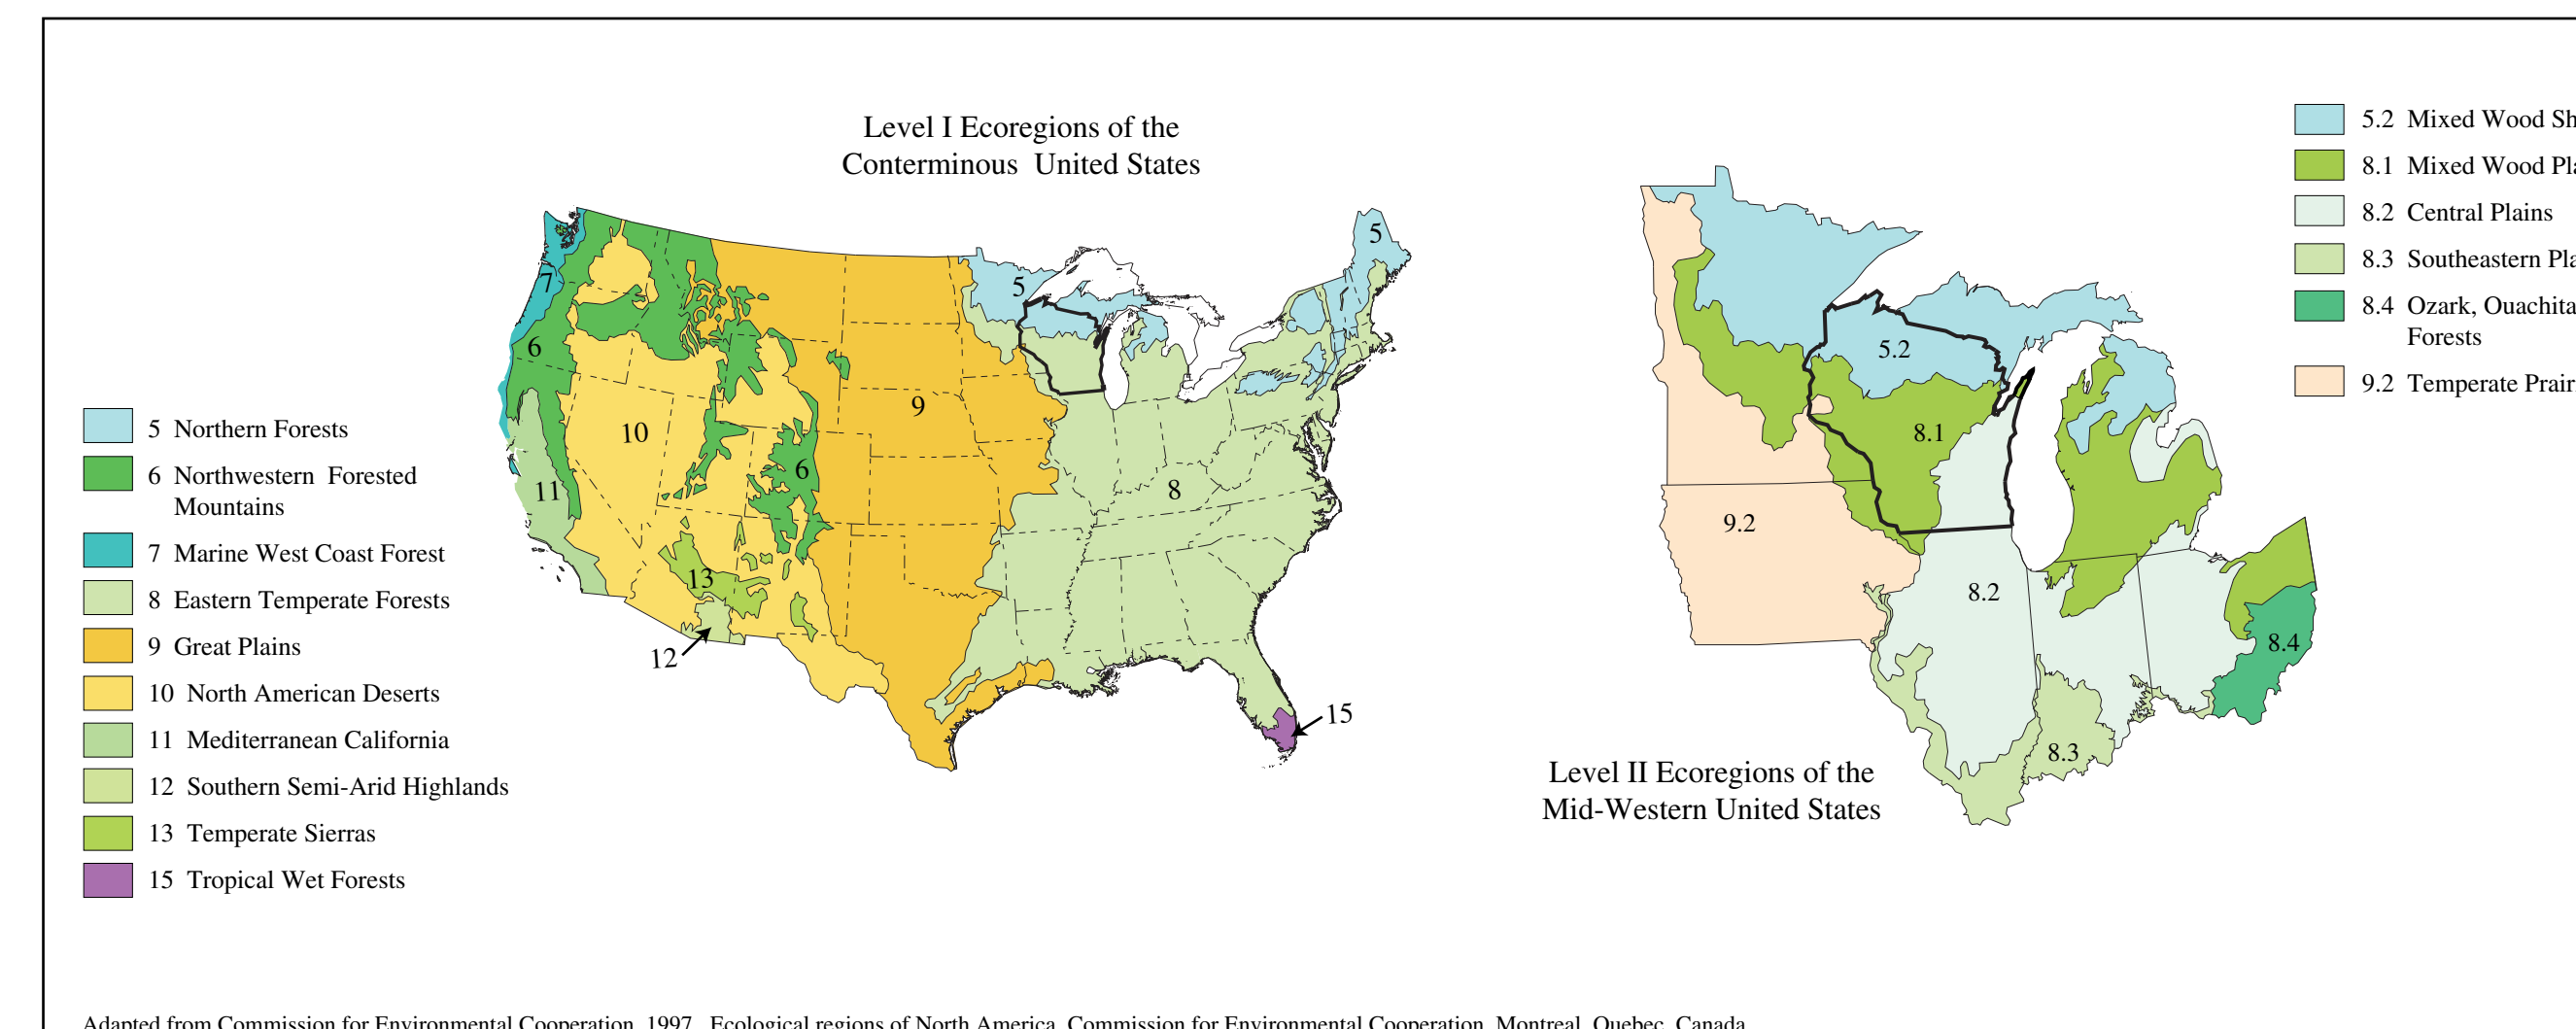 Level I Ecoregions of the
Conterminous United States
5 Northern Forests
6 Northwestern Forested
Mountains
7 Marine West Coast Forest
8 Eastern Temperate Forests
9 Great Plains
10 North American Deserts
11 Mediterranean California
12 Southern Semi-Arid Highlands
13 Temperate Sierras
15 Tropical Wet Forests
5
5
7
6
9
10
6
11
8
13
12
15
Level II Ecoregions of the
Mid-Western United States
5.2
8.1
9.2
8.2
8.4
8.3
5.2 Mixed Wood
8.1 Mixed Wood
8.2 Central Plains
8.3 Southeastern
8.4 Ozark, Ouachita
Forests
9.2 Temperate
Adapted from Commission for Environmental Cooperation, 1997, Ecological regions of North America, Commission for Environmental Cooperation, Montreal, Quebec, Canada